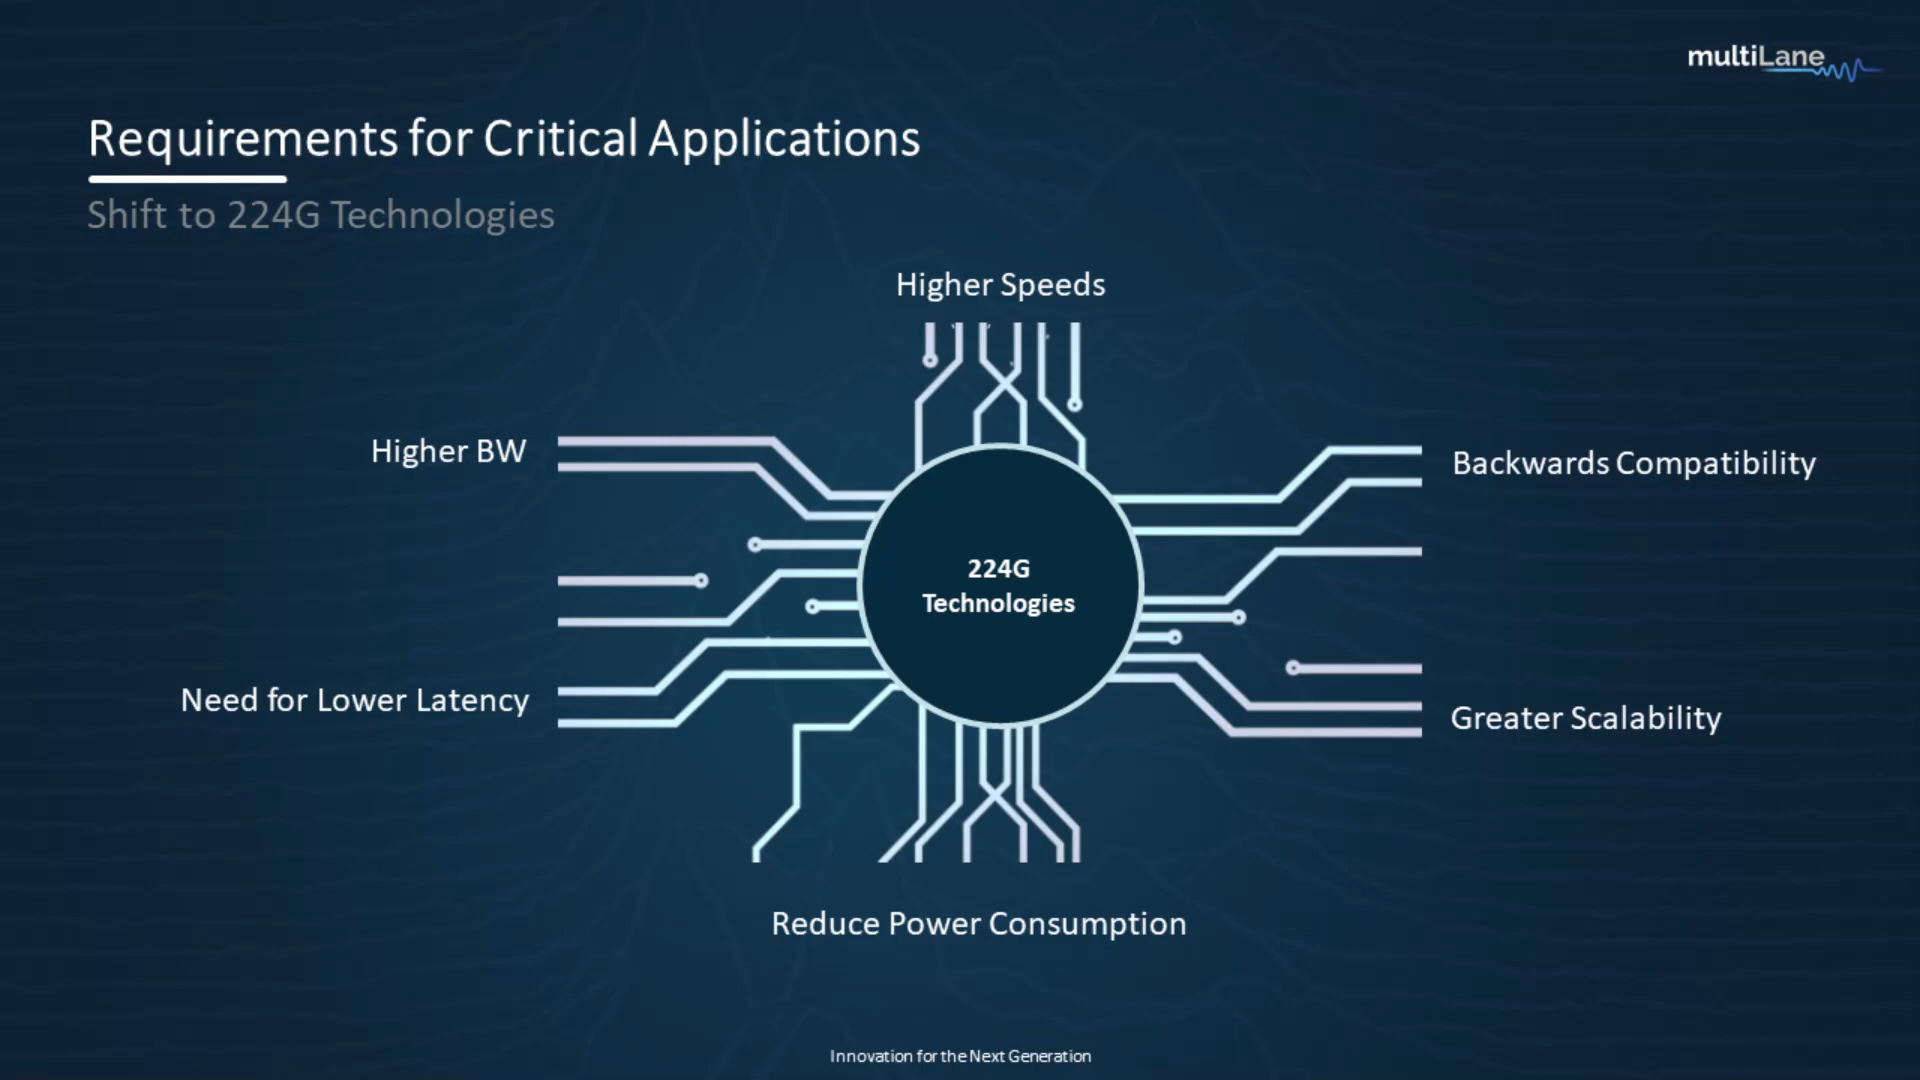 multiLane
Requirements for Critical Applications
Shift to 224G Technologies
Higher Speeds
Higher BW
Backwards Compatibility
224G
Technologies
Need for Lower Latency
Greater Scalability
Reduce Power Consumption
Innovation for the Next Generation